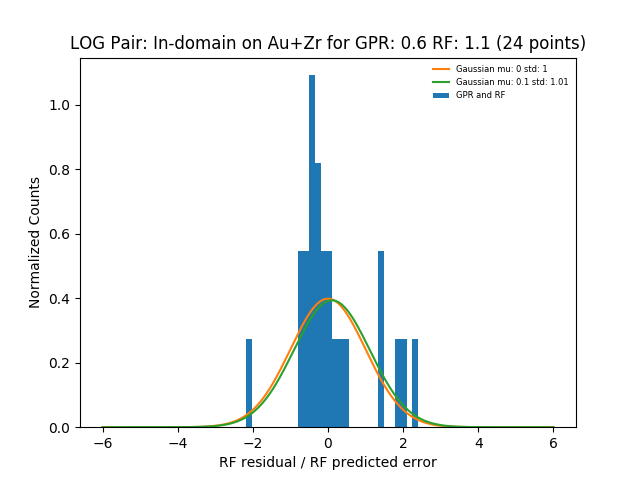 LOG Pair: In-domain on Au+Zr for GPR: 0.6 RF: 1.1 (24 points)
Gaussian mu: 0 std: 1
Gaussian mu: 0.1 std: 1.01
GPR and RF
Normalized Counts
1.0
0.8
0.6
0.4
0.2
0.0
−6 −4 −2 0 2 4 6
RF residual / RF predicted error